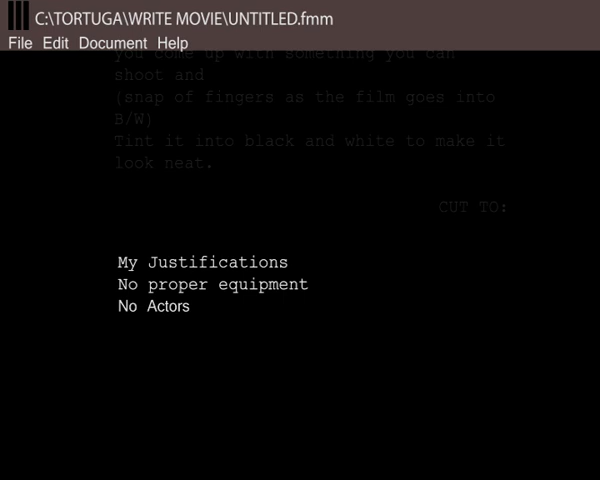 C:\TORTUGA\WRITE MOVIE\UNTITLED.fmm
File Edit Document Help
you come up with something you can
shoot and
(snap of fingers as the film goes into
B/W)
Tint it into black and white to make it
look neat.
CUT TO:
My Justifications
No proper equipment
No Actors